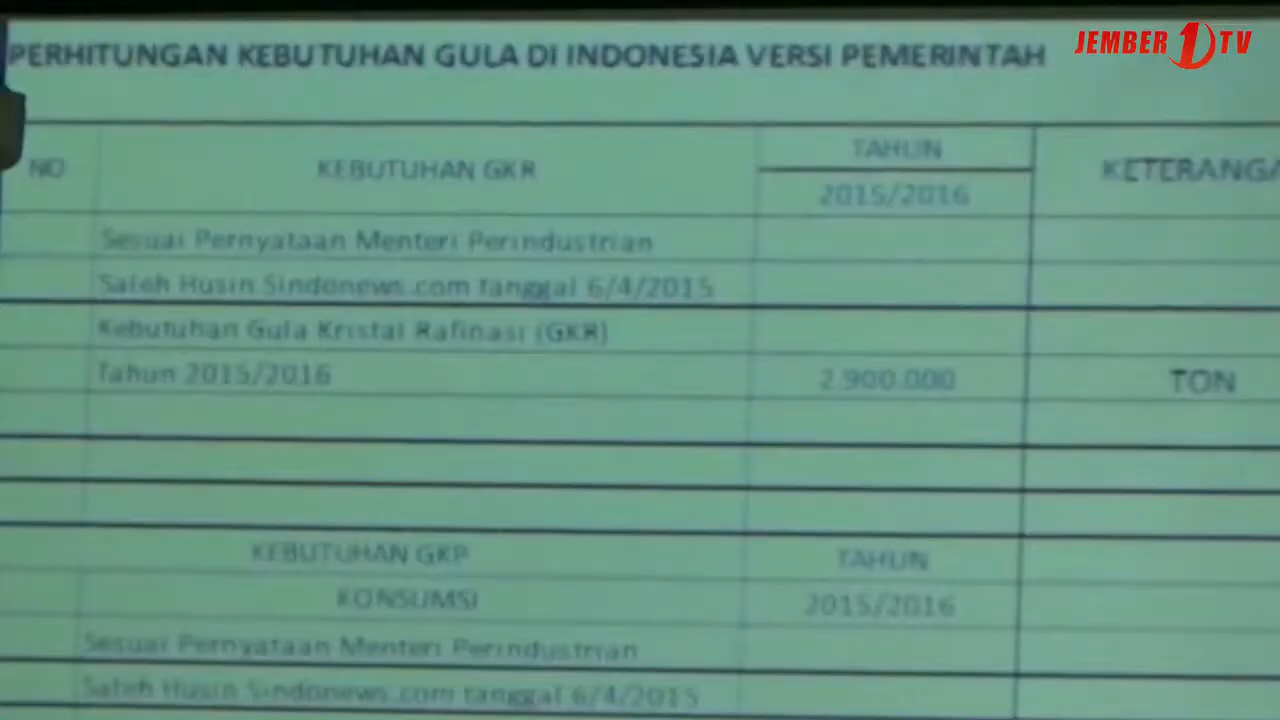 JEMBER 1 TV
PERHITUNGAN KEBUTUHAN GULA DI INDONESIA VERSI PEMERINTAH
NO KEBUTUHAN GKR TAHUN KETERANGA
2015/2016
Sesuai Pernyataan Menteri Perindustrian
Saleh Husin Sindonews.com tanggal 6/4/2015
Kebutuhan Gula Kristal Rafinasi (GKR)
Tahun 2015/2016 2.900.000 TON
KEBUTUHAN GKP TAHUN
KONSUMSI 2015/2016
Sesuai Pernyataan Menteri Perindustrian
Saleh Husin Sindonews.com tanggal 6/4/2015